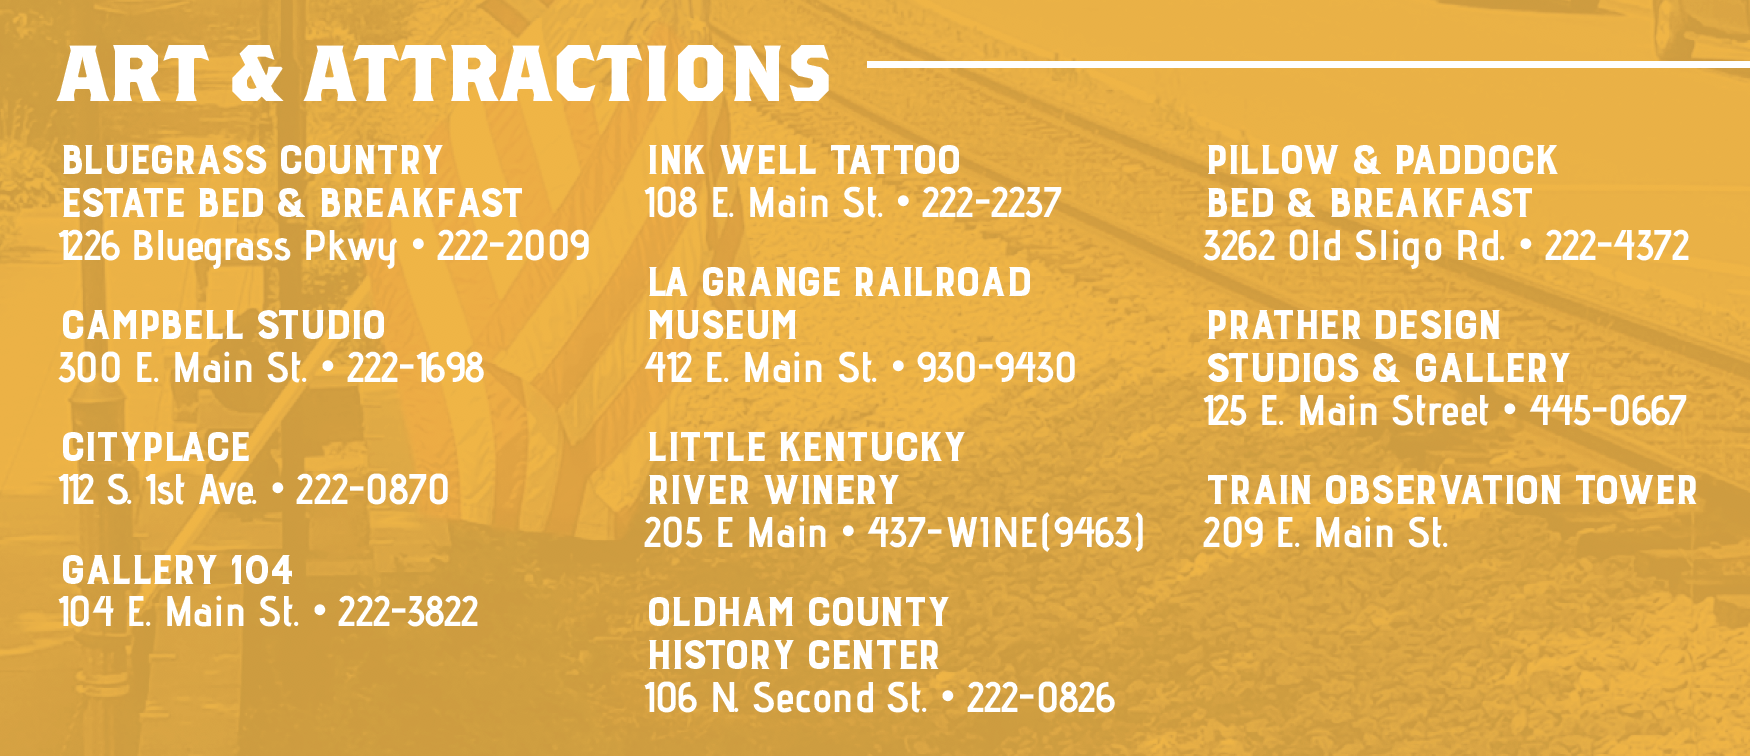 ART & ATTRACTIONS
BLUEGRASS COUNTRY
ESTATE BED & BREAKFAST
1226 Bluegrass Pkwy • 222-2009
CAMPBELL STUDIO
300 E. Main St. • 222-1698
CITYPLACE
112 S. 1st Ave. • 222-0870
GALLERY 104
104 E. Main St. • 222-3822
INK WELL TATTOO
108 E. Main St. • 222-2237
LA GRANGE RAILROAD
MUSEUM
412 E. Main St. • 930-9430
LITTLE KENTUCKY
RIVER WINERY
205 E Main • 437-WINE(9463)
OLDHAM COUNTY
HISTORY CENTER
106 N. Second St. • 222-0826
PILLOW & PADDOCK
BED & BREAKFAST
3262 Old Sligo Rd. • 222-4372
PRATHER DESIGN
STUDIOS & GALLERY
125 E. Main Street • 445-0667
TRAIN OBSERVATION TOWER
209 E. Main St.